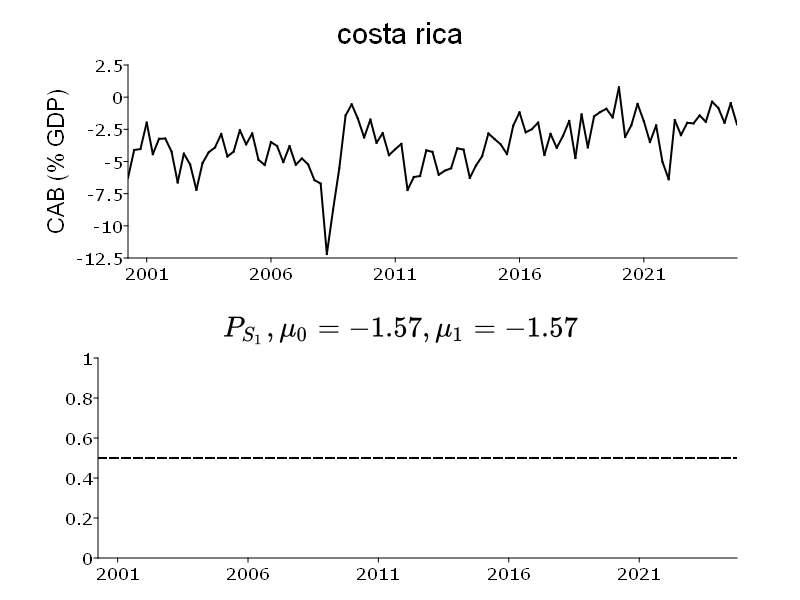 costa rica
CAB (% GDP)
2.5
0
-2.5
-5
-7.5
-10
-12.5
2001 2006 2011 2016 2021
P_{S_1}, μ_0 = −1.57, μ_1 = −1.57
1
0.8
0.6
0.4
0.2
0
2001 2006 2011 2016 2021